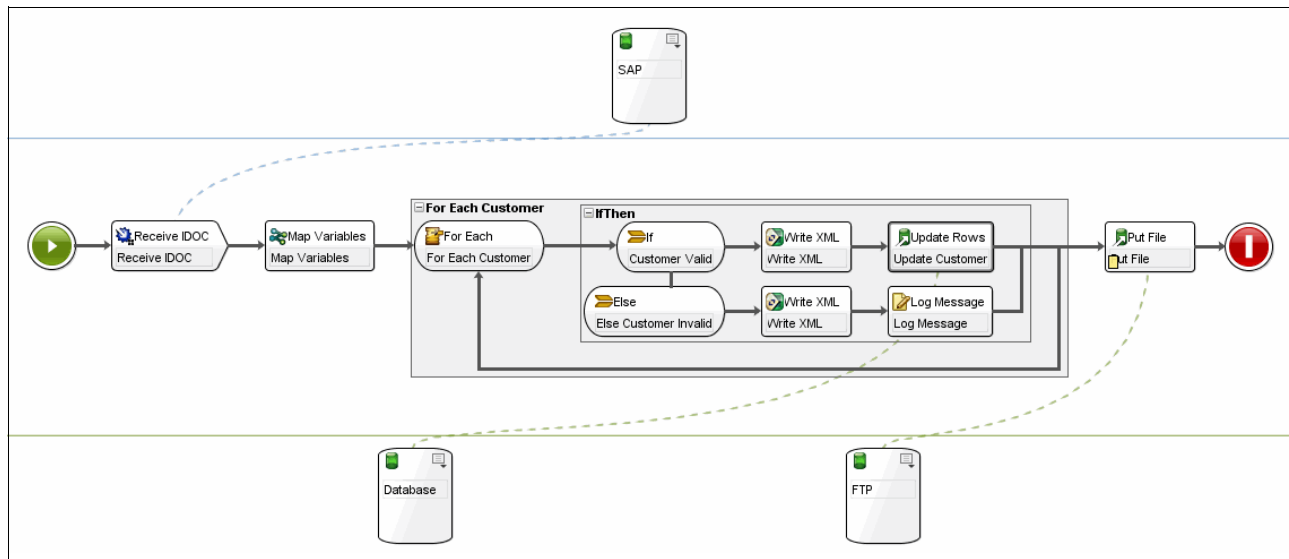 SAP
For Each Customer
IfThen
Receive IDOC
Receive IDOC
Map Variables
Map Variables
For Each
For Each Customer
If
Customer Valid
Write XML
Write XML
Update Rows
Update Customer
Put File
ut File
Else
Else Customer Invalid
Write XML
Write XML
Log Message
Log Message
Database
FTP